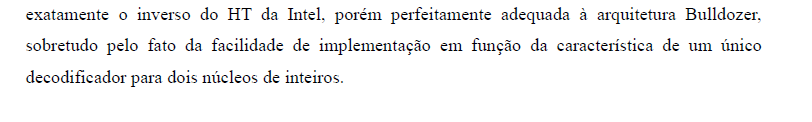 exatamente o inverso do HT da Intel, porém perfeitamente adequada à arquitetura Bulldozer,
sobretudo pelo fato da facilidade de implementação em função da característica de um único
decodificador para dois núcleos de inteiros.